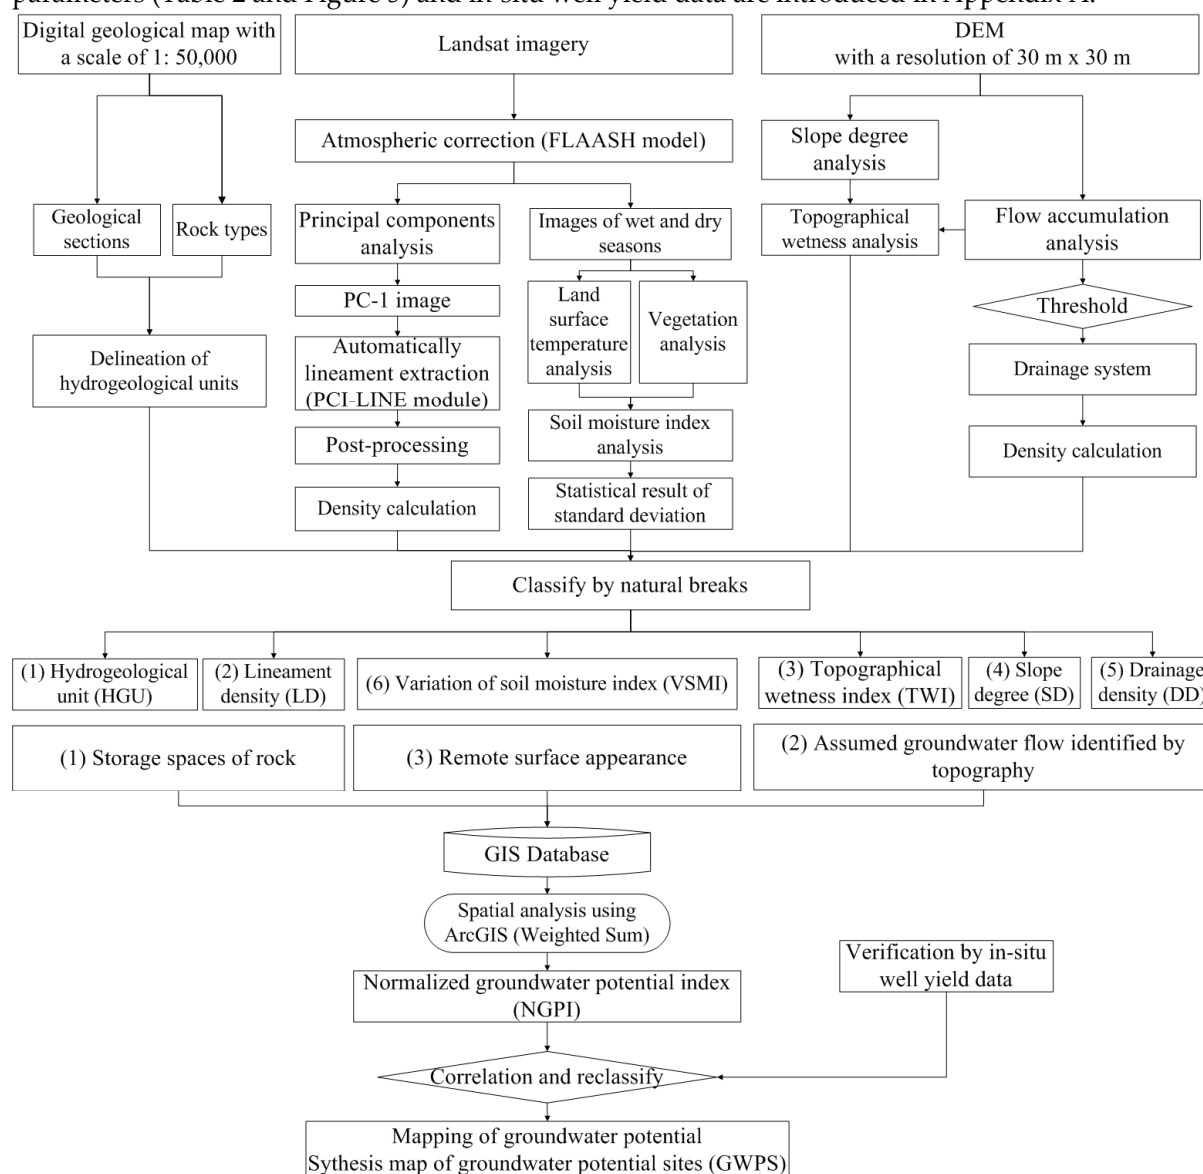 parameters (Table 2 and Figure 3) and in-situ well yield data are introduced in Appendix A.
Digital geological map with
a scale of 1: 50,000
Landsat imagery
DEM
with a resolution of 30 m x 30 m
Atmospheric correction (FLAASH model)
Slope degree
analysis
Geological
sections
Rock types
Principal components
analysis
Images of wet and dry
seasons
Topographical
wetness analysis
Flow accumulation
analysis
PC-1 image
Land
surface
temperature
analysis
Vegetation
analysis
Threshold
Delineation of
hydrogeological units
Automatically
lineament extraction
(PCI-LINE module)
Drainage system
Post-processing
Soil moisture index
analysis
Density calculation
Density calculation
Statistical result of
standard deviation
Classify by natural breaks
(1) Hydrogeological
unit (HGU)
(2) Lineament
density (LD)
(6) Variation of soil moisture index (VSMI)
(3) Topographical
wetness index (TWI)
(4) Slope
degree (SD)
(5) Drainage
density (DD)
(1) Storage spaces of rock
(3) Remote surface appearance
(2) Assumed groundwater flow identified by
topography
GIS Database
Spatial analysis using
ArcGIS (Weighted Sum)
Verification by in-situ
well yield data
Normalized groundwater potential index
(NGPI)
Correlation and reclassify
Mapping of groundwater potential
Sythesis map of groundwater potential sites (GWPS)